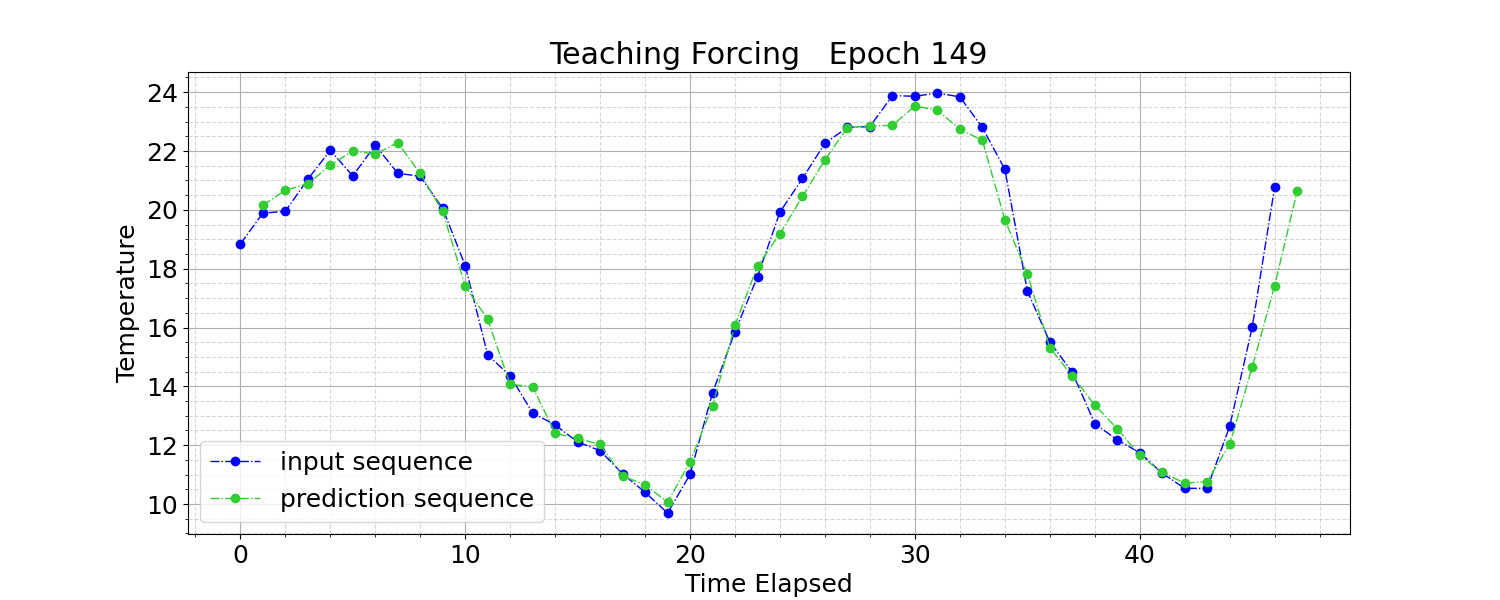 Teaching Forcing   Epoch 149
24
22
20
18
16
14
12
10
Temperature
input sequence
prediction sequence
0 10 20 30 40
Time Elapsed